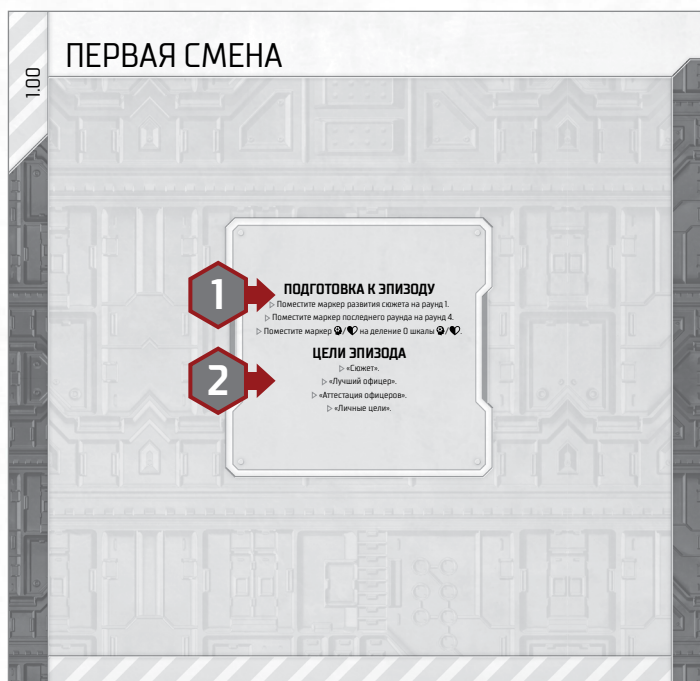 ПЕРВАЯ СМЕНА
1.00
1
ПОДГОТОВКА К ЭПИЗОДУ
▷ Поместите маркер развития сюжета на раунд 1.
▷ Поместите маркер последнего раунда на раунд 4.
▷ Поместите маркер / на деление 0 шкалы /.
2
ЦЕЛИ ЭПИЗОДА
▷ «Сюжет».
▷ «Лучший офицер».
▷ «Аттестация офицеров».
▷ «Личные цели».